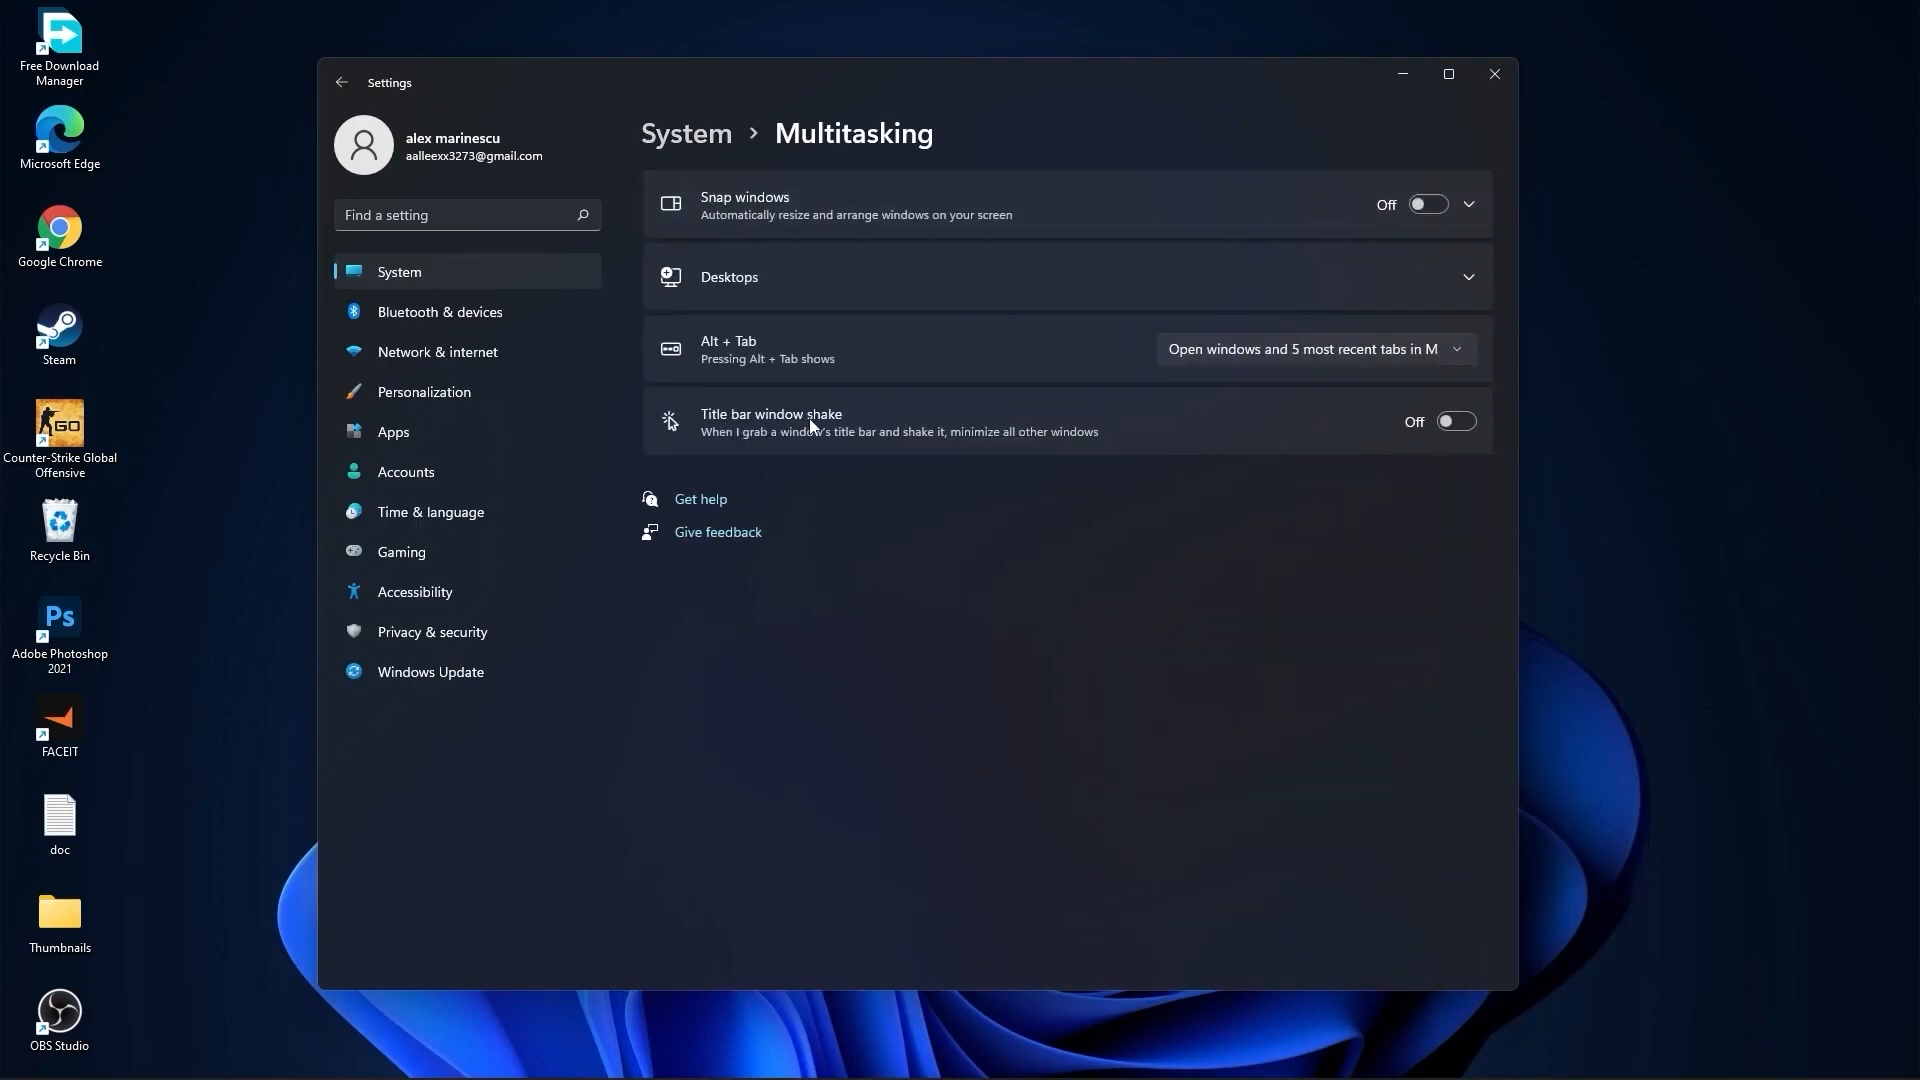 Free Download
Manager
Microsoft Edge
Google Chrome
Steam
GO
Counter-Strike Global
Offensive
Recycle Bin
Ps
Adobe Photoshop
2021
FACEIT
doc
Thumbnails
OBS Studio
Settings
alex marinescu
aalleexx3273@gmail.com
Find a setting
System
Bluetooth & devices
Network & internet
Personalization
Apps
Accounts
Time & language
Gaming
Accessibility
Privacy & security
Windows Update
System > Multitasking
Snap windows
Automatically resize and arrange windows on your screen
Off
Desktops
Alt + Tab
Pressing Alt + Tab shows
Open windows and 5 most recent tabs in M
Title bar window shake
When I grab a window's title bar and shake it, minimize all other windows
Off
Get help
Give feedback